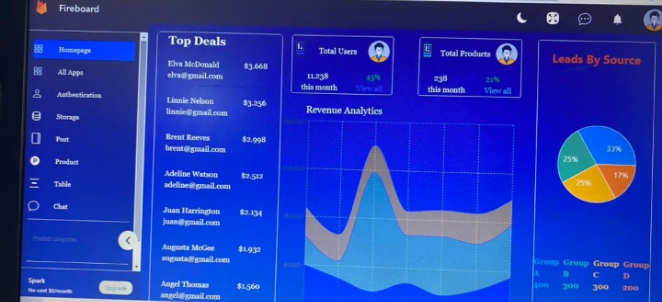 Fireboard
Homepage
All Apps
Authentication
Storage
Post
Product
Table
Chat
Product categories
Spark
No-cost $0/month
Upgrade
Top Deals
Elva McDonald
elva@gmail.com
$3.668
Linnie Nelson
linnie@gmail.com
$3.256
Brent Reeves
brent@gmail.com
$2.998
Adeline Watson
adeline@gmail.com
$2.512
Juan Harrington
juan@gmail.com
$2.134
Augusta McGee
augusta@gmail.com
$1.932
Angel Thomas
angel@gmail.com
$1.560
Total Users
11.238
this month
45%
View all
Total Products
238
this month
21%
View all
Revenue Analytics
Leads By Source
33%
25%
25%
17%
Group Group Group Group
A B C D
400 300 300 200